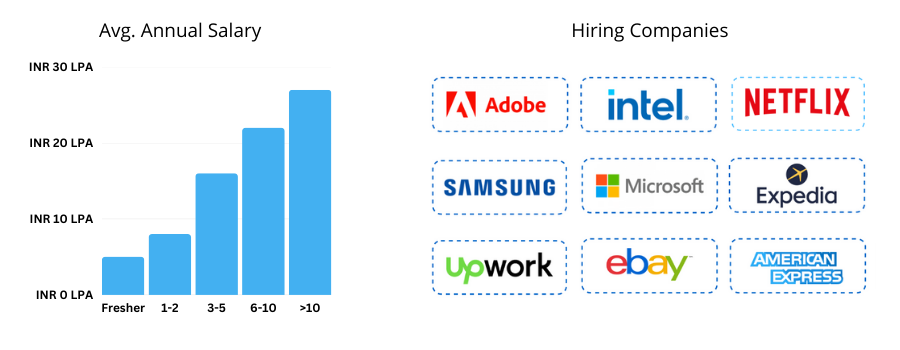 Avg. Annual Salary
INR 30 LPA
INR 20 LPA
INR 10 LPA
INR 0 LPA
Fresher 1-2 3-5 6-10 >10
Hiring Companies
Adobe intel. NETFLIX
SAMSUNG Microsoft Expedia
upwork ebay™ AMERICAN
EXPRESS